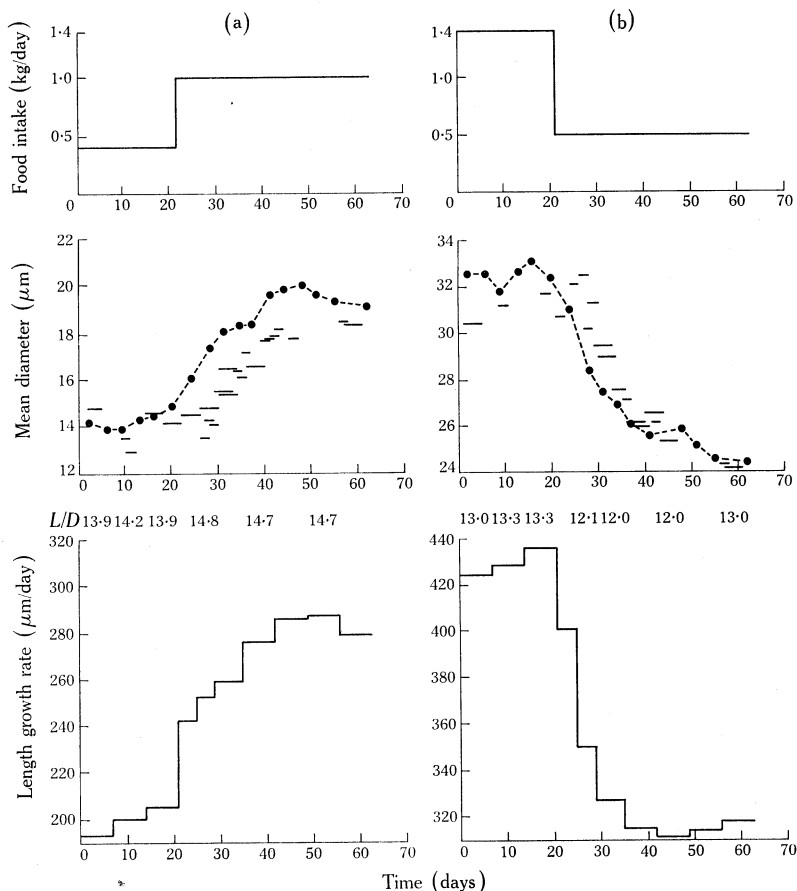 (a) (b)
Food intake (kg/day)
1·4
1·0
0·5
0 10 20 30 40 50 60 70
1·4
1·0
0·5
0 10 20 30 40 50 60 70
Mean diameter (μm)
22
20
18
16
14
12
0 10 20 30 40 50 60 70
34
32
30
28
26
24
0 10 20 30 40 50 60 70
L/D 13·9 14·2 13·9 14·8 14·7 14·7
13·0 13·3 13·3 12·1 12·0 12·0 13·0
Length growth rate (μm/day)
320
300
280
260
240
220
200
0 10 20 30 40 50 60 70
440
420
400
380
360
340
320
0 10 20 30 40 50 60 70
Time (days)